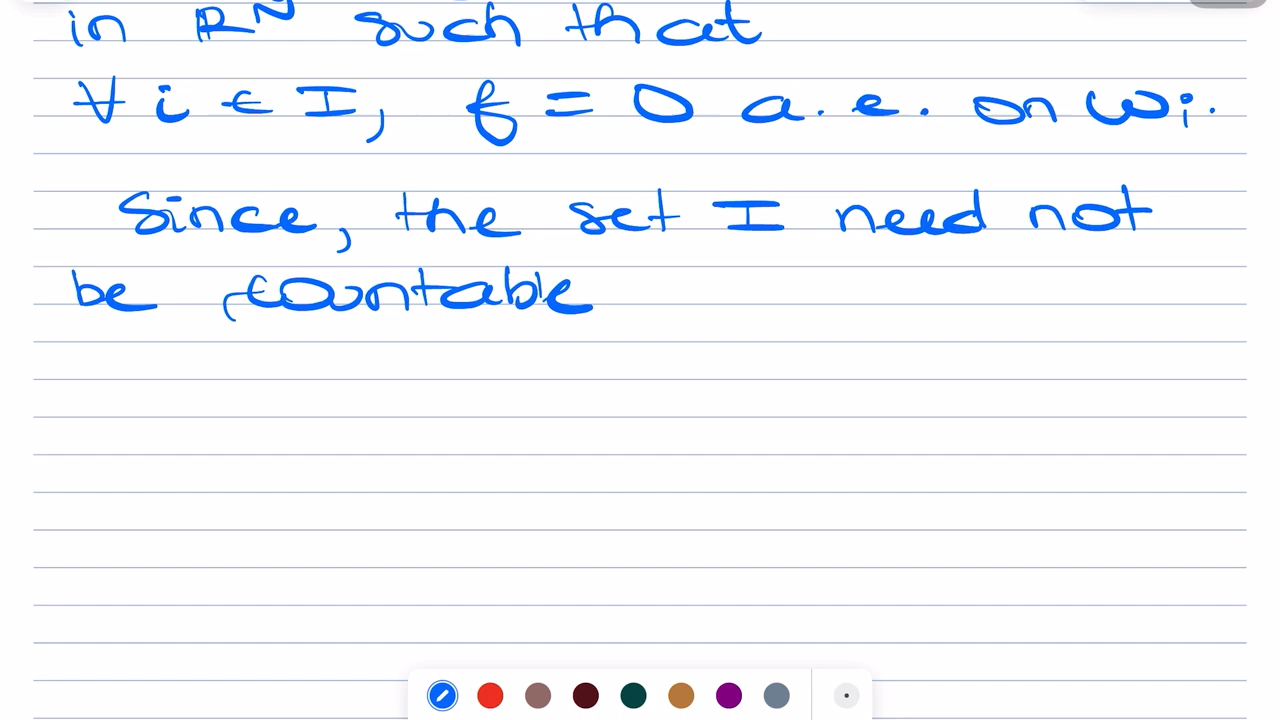 in ℝᴺ such that
∀ i ∈ I, f = 0 a.e. on ωᵢ.
Since, the set I need not
be countable